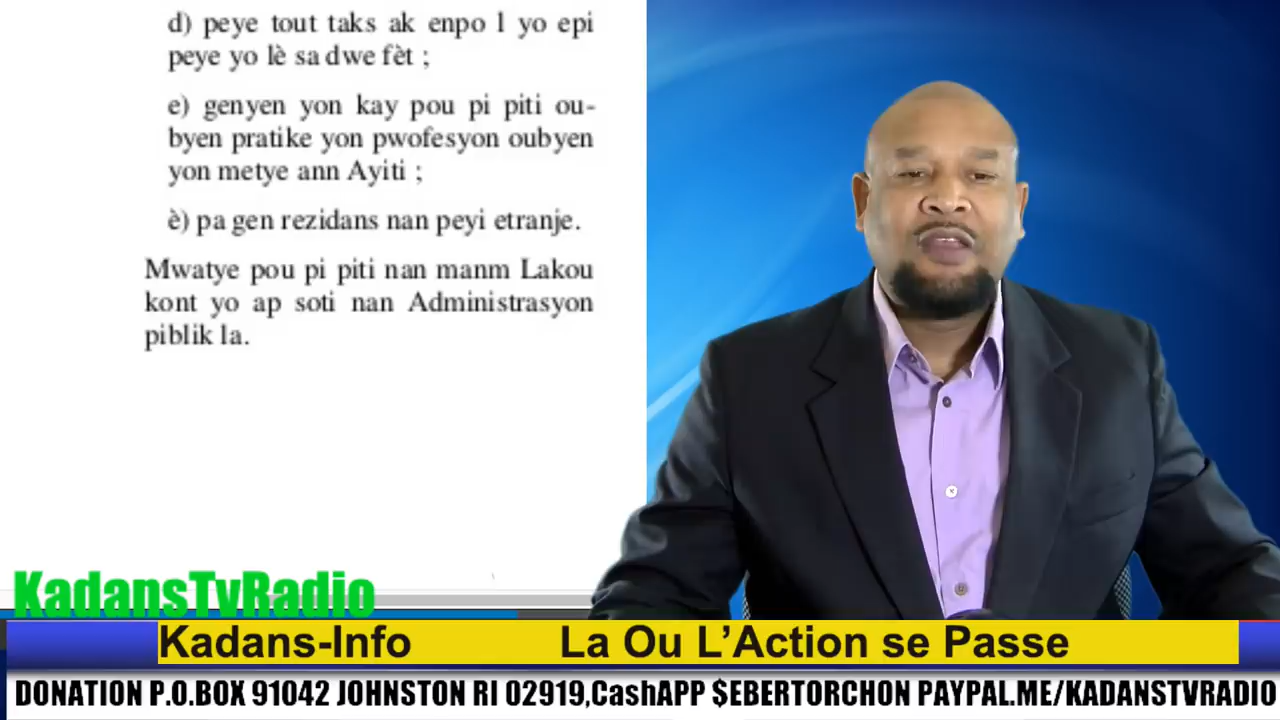 d) peye tout taks ak enpo l yo epi
peye yo lè sa dwe fèt ;
e) genyen yon kay pou pi piti ou-
byen pratike yon pwofesyon oubyen
yon metye ann Ayiti ;
è) pa gen rezidans nan peyi etranje.
Mwatye pou pi piti nan manm Lakou
kont yo ap soti nan Administrasyon
piblik la.
KadansTvRadio
Kadans-Info La Ou L’Action se Passe
DONATION P.O.BOX 91042 JOHNSTON RI 02919,CashAPP $EBERTORCHON PAYPAL.ME/KADANSTVRADIO